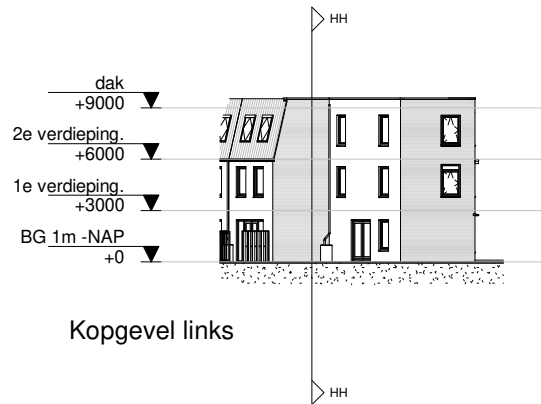 HH
dak
+9000
2e verdieping.
+6000
1e verdieping.
+3000
BG 1m -NAP
+0
Kopgevel links
HH